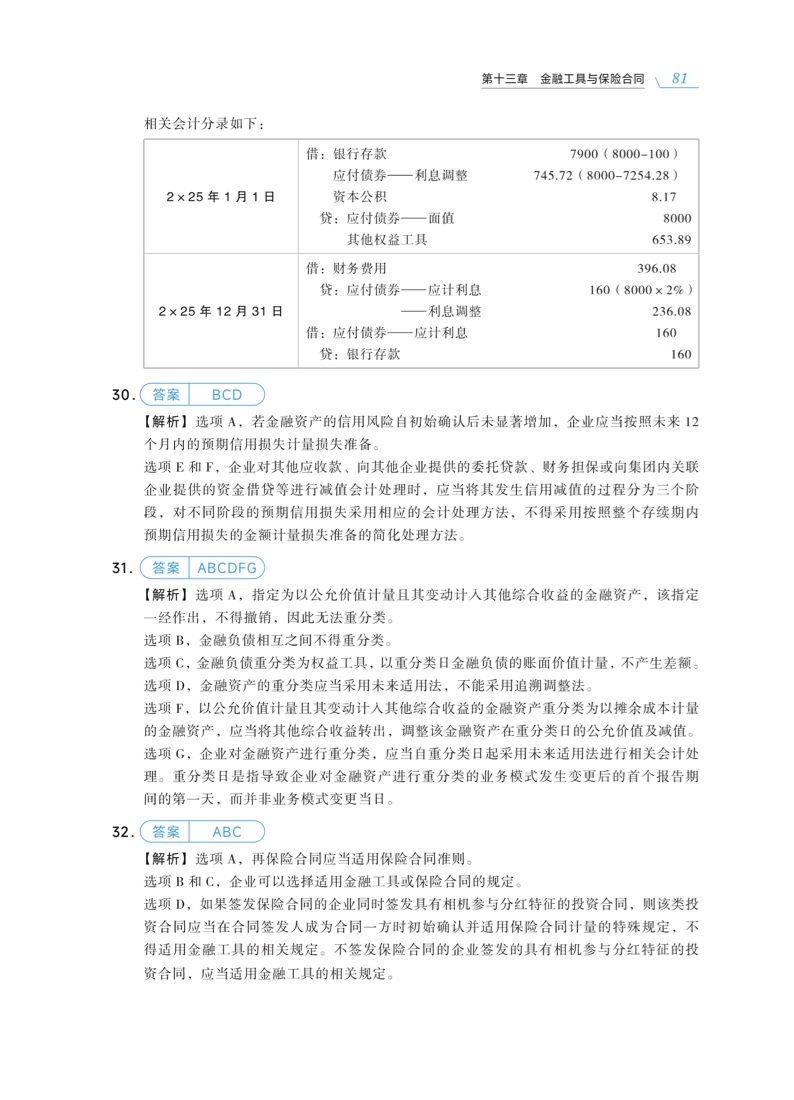 第十三章 金融工具与保险合同 81
相关会计分录如下：
2×25 年 1 月 1 日
借：银行存款 7900（8000-100）
应付债券——利息调整 745.72（8000-7254.28）
资本公积 8.17
贷：应付债券——面值 8000
其他权益工具 653.89
2×25 年 12 月 31 日
借：财务费用 396.08
贷：应付债券——应计利息 160（8000×2%）
——利息调整 236.08
借：应付债券——应计利息 160
贷：银行存款 160
30. 答案 BCD
【解析】选项 A，若金融资产的信用风险自初始确认后未显著增加，企业应当按照未来 12
个月内的预期信用损失计量损失准备。
选项 E 和 F，企业对其他应收款、向其他企业提供的委托贷款、财务担保或向集团内关联
企业提供的资金借贷等进行减值会计处理时，应当将其发生信用减值的过程分为三个阶
段，对不同阶段的预期信用损失采用相应的会计处理方法，不得采用按照整个存续期内
预期信用损失的金额计量损失准备的简化处理方法。
31. 答案 ABCDFG
【解析】选项 A，指定为以公允价值计量且其变动计入其他综合收益的金融资产，该指定
一经作出，不得撤销，因此无法重分类。
选项 B，金融负债相互之间不得重分类。
选项 C，金融负债重分类为权益工具，以重分类日金融负债的账面价值计量，不产生差额。
选项 D，金融资产的重分类应当采用未来适用法，不能采用追溯调整法。
选项 F，以公允价值计量且其变动计入其他综合收益的金融资产重分类为以摊余成本计量
的金融资产，应当将其他综合收益转出，调整该金融资产在重分类日的公允价值及减值。
选项 G，企业对金融资产进行重分类，应当自重分类日起采用未来适用法进行相关会计处
理。重分类日是指导致企业对金融资产进行重分类的业务模式发生变更后的首个报告期
间的第一天，而并非业务模式变更当日。
32. 答案 ABC
【解析】选项 A，再保险合同应当适用保险合同准则。
选项 B 和 C，企业可以选择适用金融工具或保险合同的规定。
选项 D，如果签发保险合同的企业同时签发具有相机参与分红特征的投资合同，则该类投
资合同应当在合同签发人成为合同一方时初始确认并适用保险合同计量的特殊规定，不
得适用金融工具的相关规定。不签发保险合同的企业签发的具有相机参与分红特征的投
资合同，应当适用金融工具的相关规定。